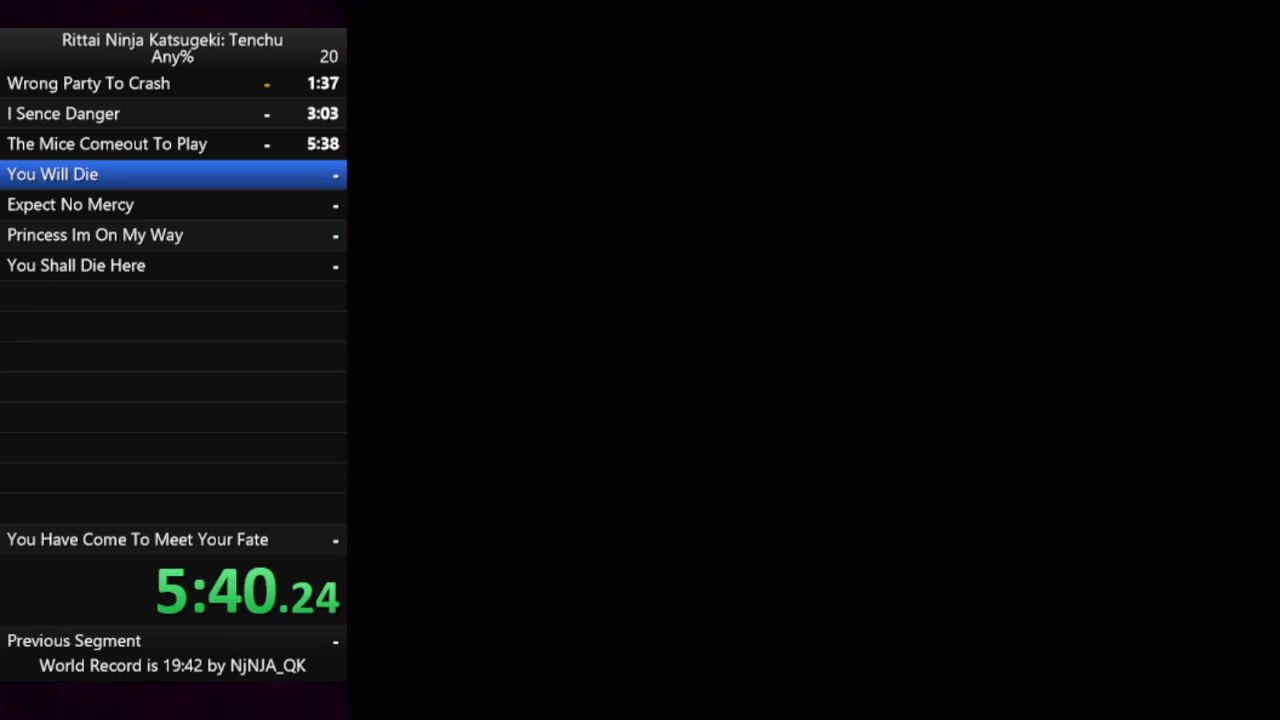 Rittai Ninja Katsugeki: Tenchu
Any% 20
Wrong Party To Crash - 1:37
I Sence Danger - 3:03
The Mice Comeout To Play - 5:38
You Will Die -
Expect No Mercy -
Princess Im On My Way -
You Shall Die Here -
You Have Come To Meet Your Fate -
5:40.24
Previous Segment -
World Record is 19:42 by NjNJA_QK